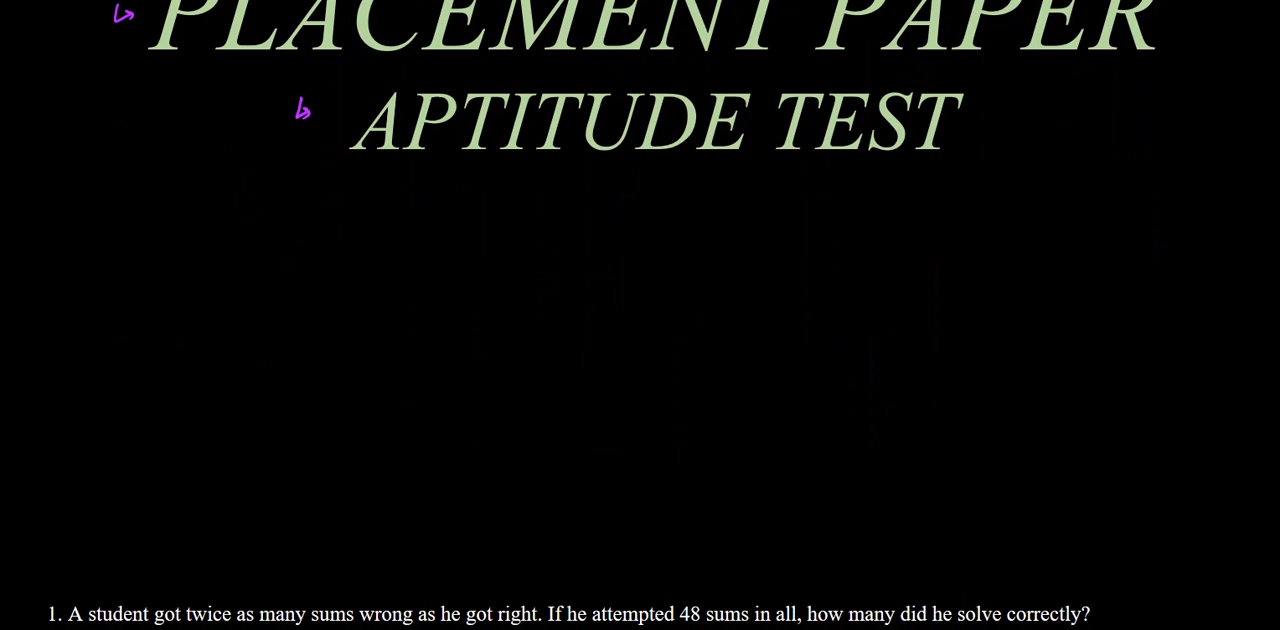 PLACEMENT PAPER
APTITUDE TEST
1. A student got twice as many sums wrong as he got right. If he attempted 48 sums in all, how many did he solve correctly?